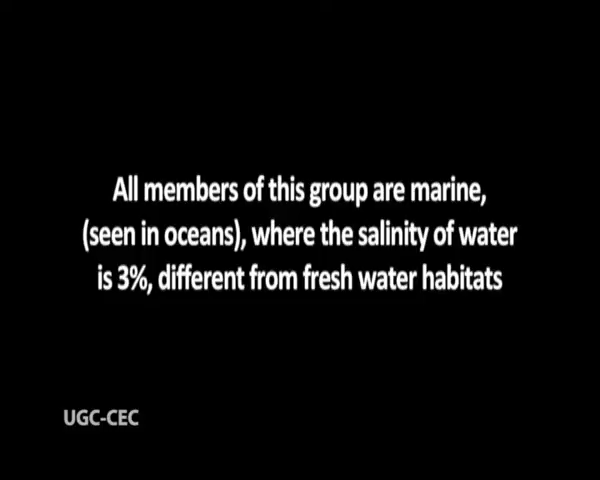 All members of this group are marine,
(seen in oceans), where the salinity of water
is 3%, different from fresh water habitats
UGC-CEC